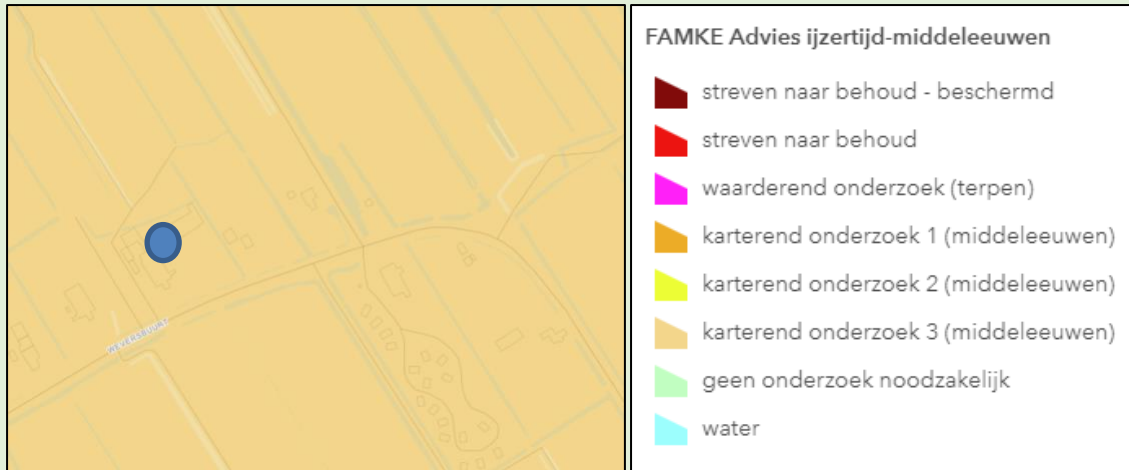 WEYERSBUURT
FAMKE Advies ijzertijd-middeleeuwen
streven naar behoud - beschermd
streven naar behoud
waarderend onderzoek (terpen)
karterend onderzoek 1 (middeleeuwen)
karterend onderzoek 2 (middeleeuwen)
karterend onderzoek 3 (middeleeuwen)
geen onderzoek noodzakelijk
water